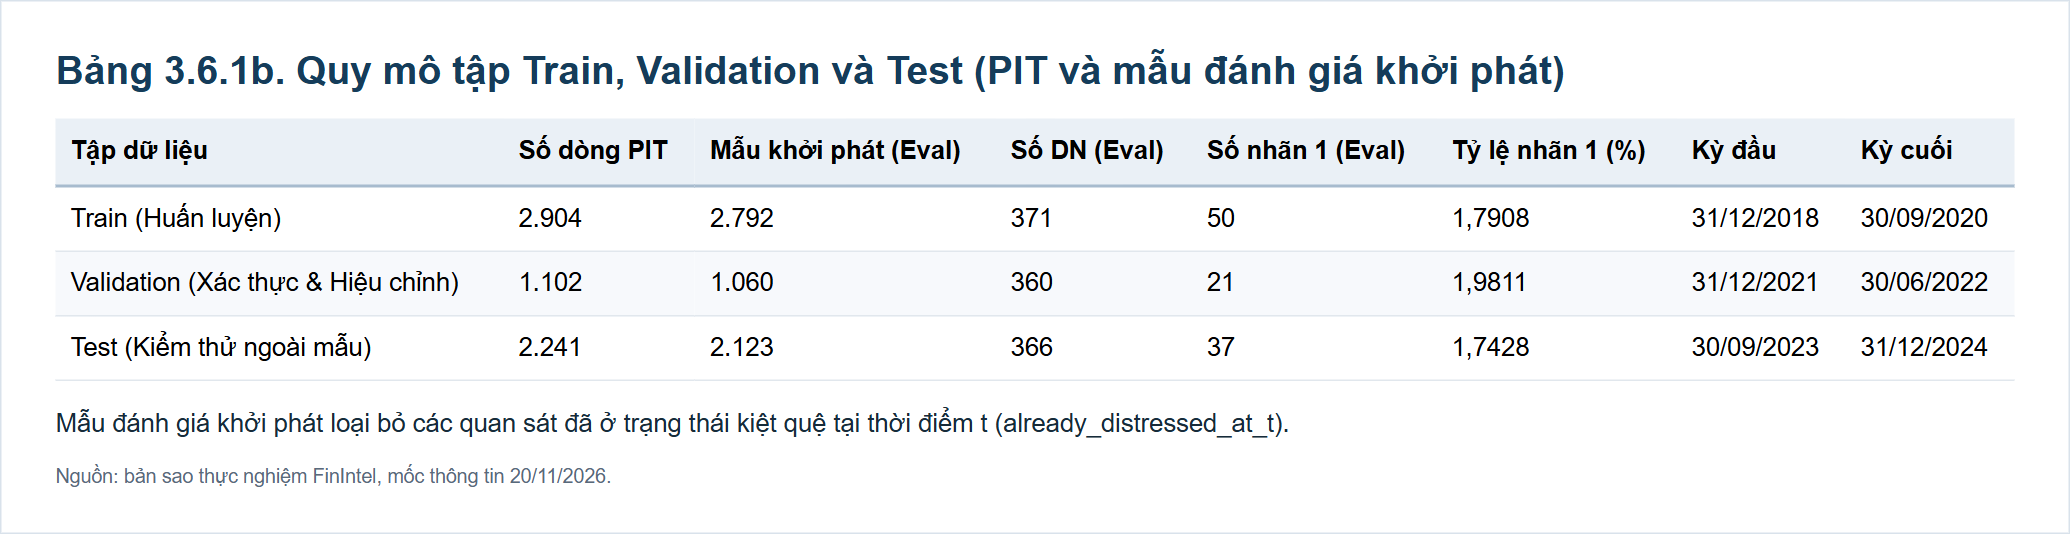 Bảng 3.6.1b. Quy mô tập Train, Validation và Test (PIT và mẫu đánh giá khởi phát)
Tập dữ liệu Số dòng PIT Mẫu khởi phát (Eval) Số DN (Eval) Số nhãn 1 (Eval) Tỷ lệ nhãn 1 (%) Kỳ đầu Kỳ cuối
Train (Huấn luyện) 2.904 2.792 371 50 1,7908 31/12/2018 30/09/2020
Validation (Xác thực & Hiệu chỉnh) 1.102 1.060 360 21 1,9811 31/12/2021 30/06/2022
Test (Kiểm thử ngoài mẫu) 2.241 2.123 366 37 1,7428 30/09/2023 31/12/2024
Mẫu đánh giá khởi phát loại bỏ các quan sát đã ở trạng thái kiệt quệ tại thời điểm t (already_distressed_at_t).
Nguồn: bản sao thực nghiệm FinIntel, mốc thông tin 20/11/2026.